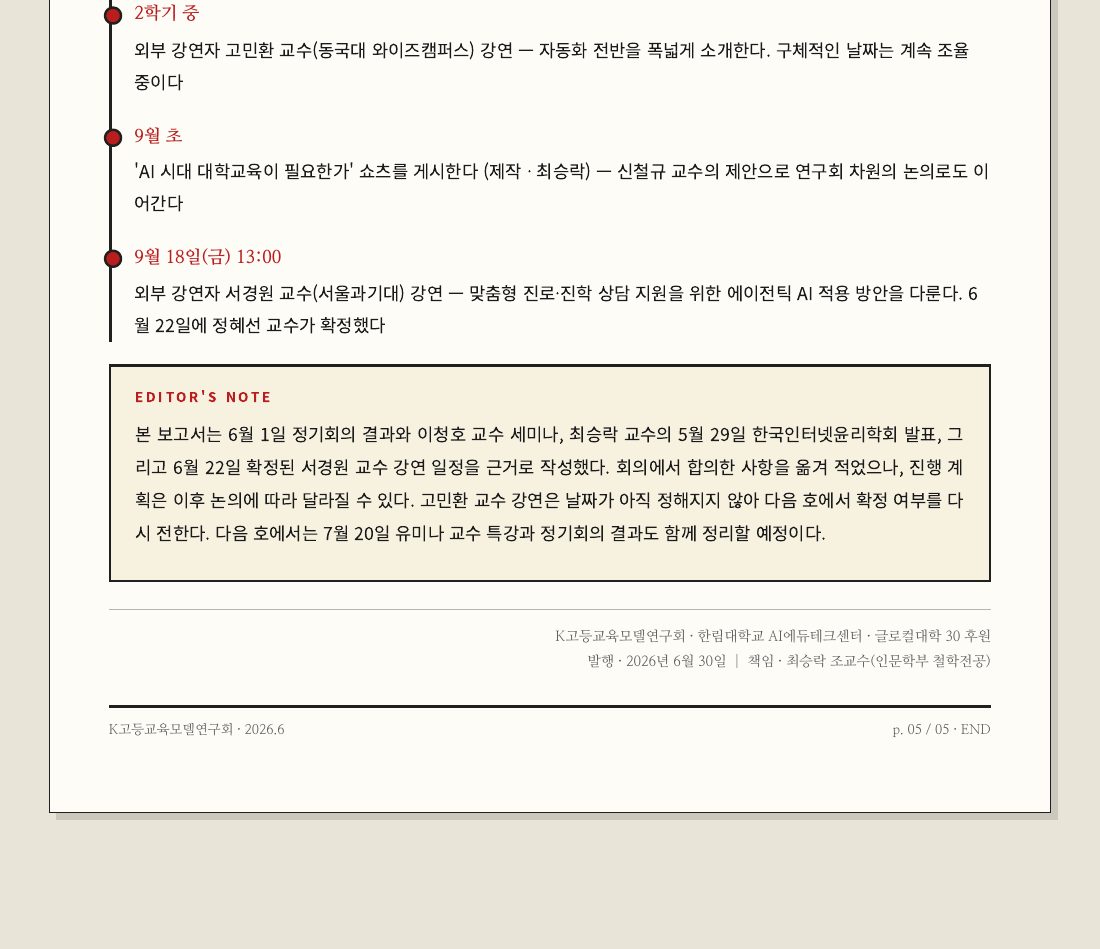 2학기 중
외부 강연자 고민환 교수(동국대 와이즈캠퍼스) 강연 — 자동화 전반을 폭넓게 소개한다. 구체적인 날짜는 계속 조율
중이다
9월 초
'AI 시대 대학교육이 필요한가' 쇼츠를 게시한다 (제작 · 최승락) — 신철규 교수의 제안으로 연구회 차원의 논의로도 이
어간다
9월 18일(금) 13:00
외부 강연자 서경원 교수(서울과기대) 강연 — 맞춤형 진로·진학 상담 지원을 위한 에이전틱 AI 적용 방안을 다룬다. 6
월 22일에 정혜선 교수가 확정했다
EDITOR'S NOTE
본 보고서는 6월 1일 정기회의 결과와 이청호 교수 세미나, 최승락 교수의 5월 29일 한국인터넷윤리학회 발표, 그
리고 6월 22일 확정된 서경원 교수 강연 일정을 근거로 작성했다. 회의에서 합의한 사항을 옮겨 적었으나, 진행 계
획은 이후 논의에 따라 달라질 수 있다. 고민환 교수 강연은 날짜가 아직 정해지지 않아 다음 호에서 확정 여부를 다
시 전한다. 다음 호에서는 7월 20일 유미나 교수 특강과 정기회의 결과도 함께 정리할 예정이다.
K고등교육모델연구회 · 한림대학교 AI에듀테크센터 · 글로컬대학 30 후원
발행 · 2026년 6월 30일 | 책임 · 최승락 조교수(인문학부 철학전공)
K고등교육모델연구회 · 2026.6
p. 05 / 05 · END